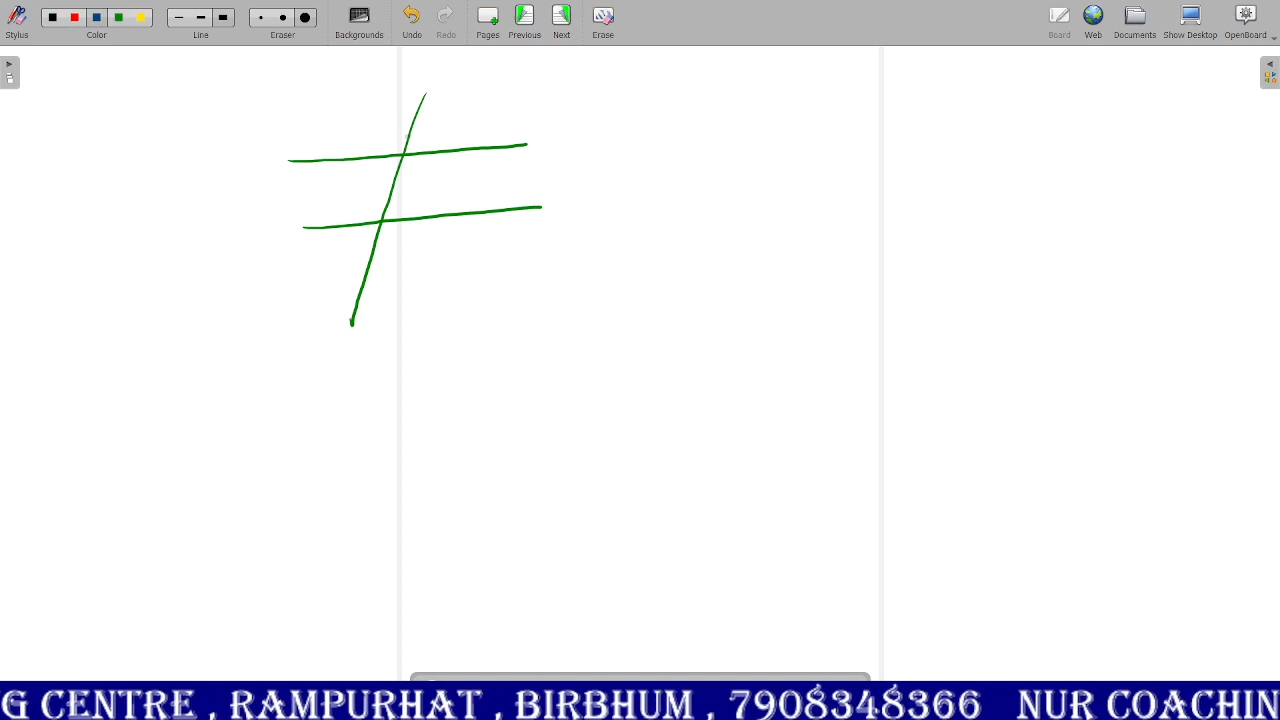 Stylus Color Line Eraser Backgrounds Undo Redo Pages Previous Next Erase Board Web Documents Show Desktop OpenBoard
G CENTRE , RAMPURHAT , BIRBHUM , 7908348366 NUR COACHIN